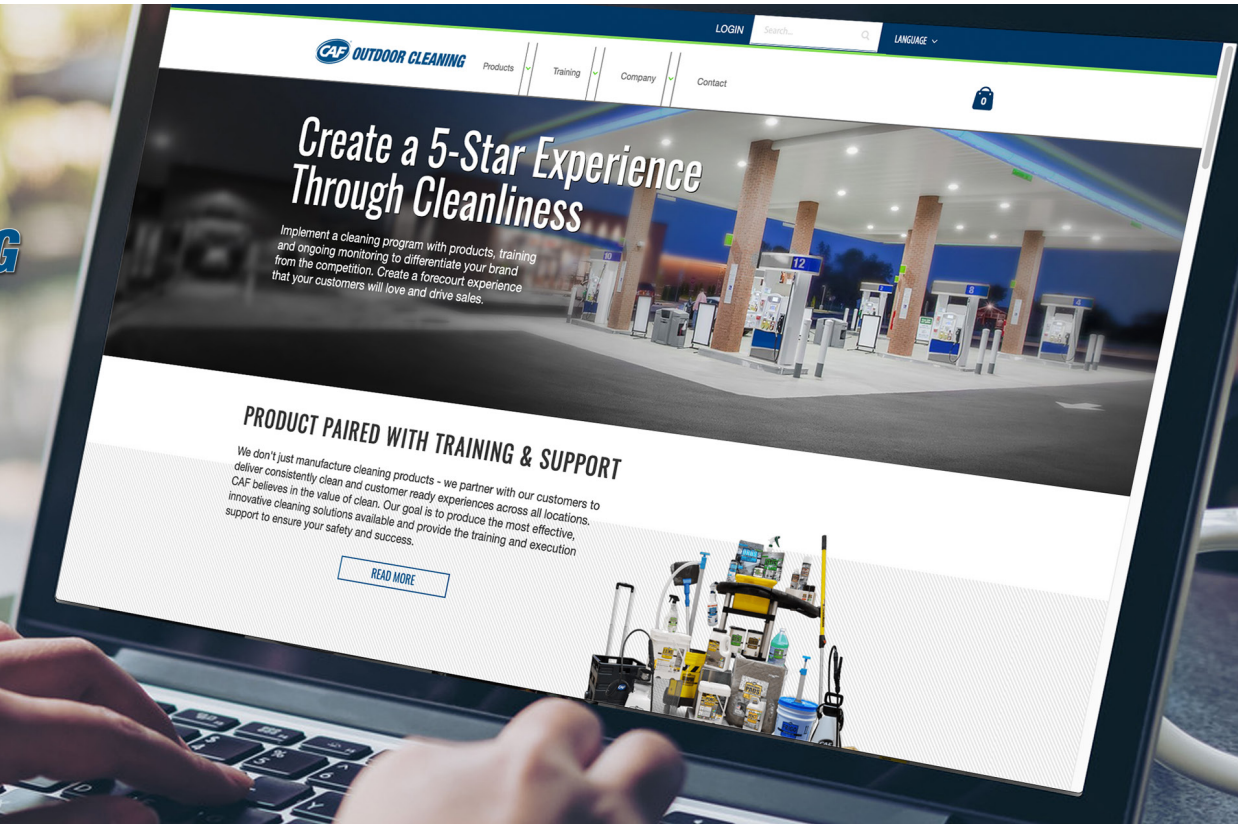 LOGIN
Search...
LANGUAGE
CAF OUTDOOR CLEANING
Products
Training
Company
Contact
0
Create a 5-Star Experience
Through Cleanliness
Implement a cleaning program with products, training
and ongoing monitoring to differentiate your brand
from the competition. Create a forecourt experience
that your customers will love and drive sales.
10
12
8
4
G
PRODUCT PAIRED WITH TRAINING & SUPPORT
We don't just manufacture cleaning products - we partner with our customers to
deliver consistently clean and customer ready experiences across all locations.
CAF believes in the value of clean. Our goal is to produce the most effective,
innovative cleaning solutions available and provide the training and execution
support to ensure your safety and success.
READ MORE